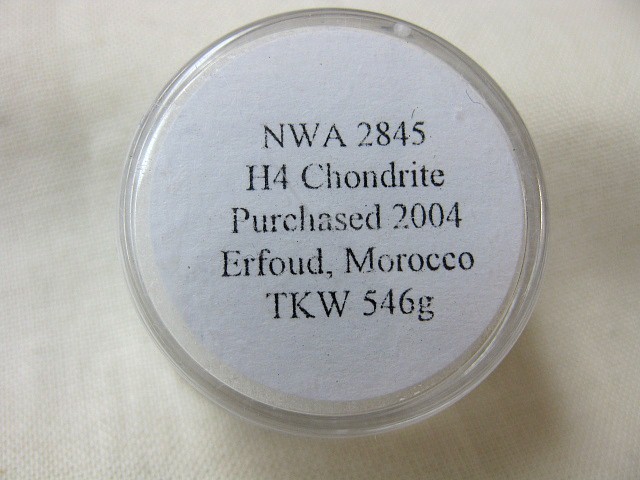 NWA 2845
H4 Chondrite
Purchased 2004
Erfoud, Morocco
TKW 546g